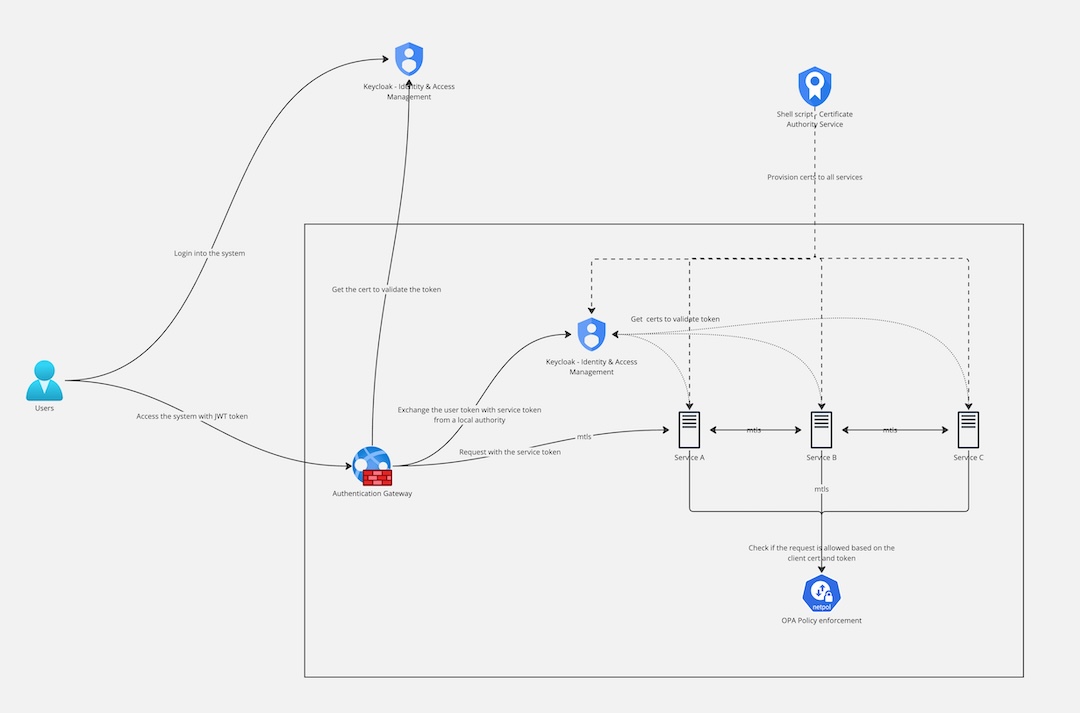 Keycloak - Identity & Access
Management
Shell script - Certificate
Authority Service
Provision certs to all services
Login into the system
Get the cert to validate the token
Get certs to validate token
Keycloak - Identity & Access
Management
Users
Access the system with JWT token
Exchange the user token with service token
from a local authority
mtls
Request with the service token
mtls
mtls
Service A
Service B
Service C
Authentication Gateway
mtls
Check if the request is allowed based on the
client cert and token
netpol
OPA Policy enforcement